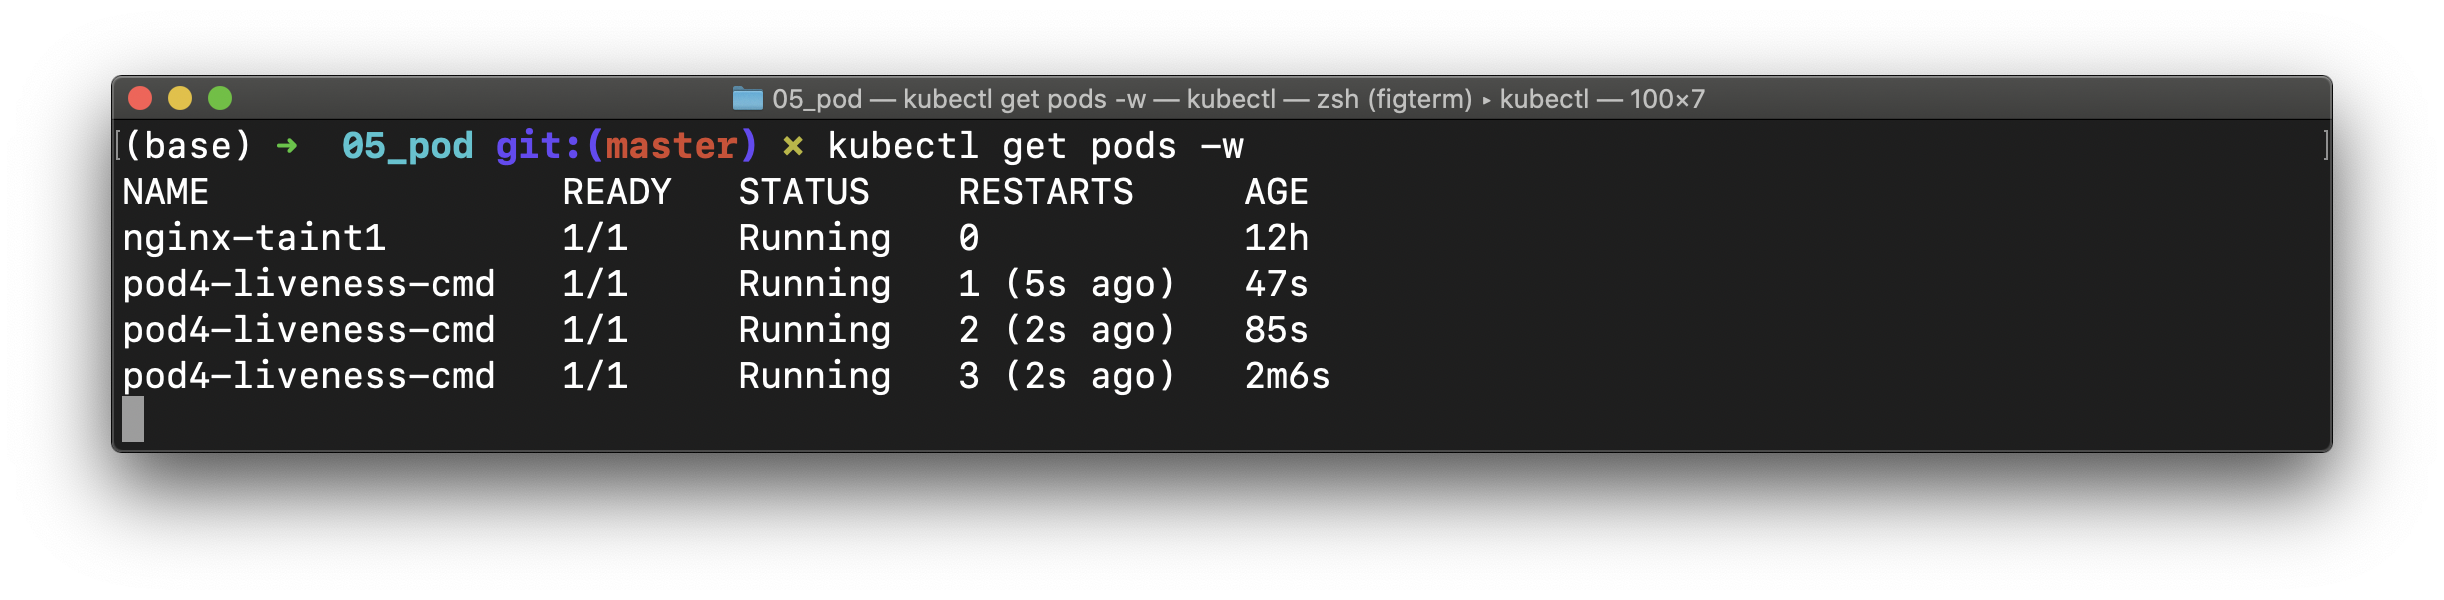 05_pod — kubectl get pods -w — kubectl — zsh (figterm) ▸ kubectl — 100×7
[(base) ➜  05_pod git:(master) ✗ kubectl get pods -w ]
NAME                READY   STATUS    RESTARTS     AGE
nginx-taint1        1/1     Running   0            12h
pod4-liveness-cmd   1/1     Running   1 (5s ago)   47s
pod4-liveness-cmd   1/1     Running   2 (2s ago)   85s
pod4-liveness-cmd   1/1     Running   3 (2s ago)   2m6s